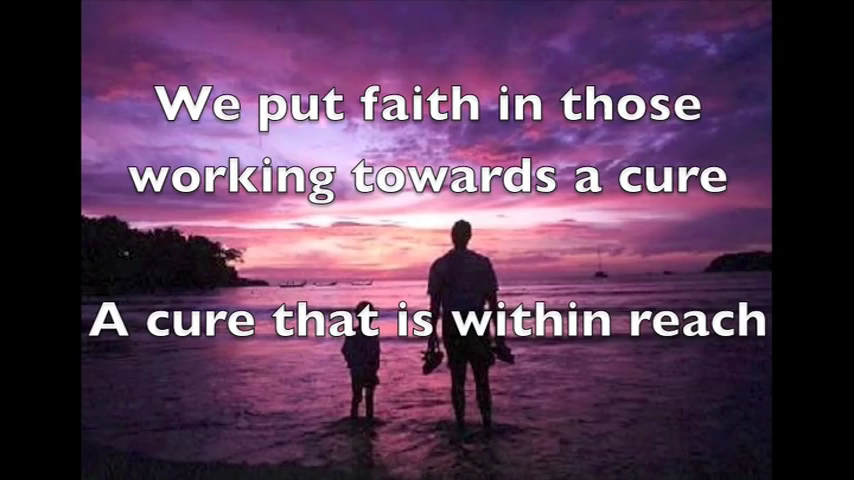 We put faith in those
working towards a cure
A cure that is within reach